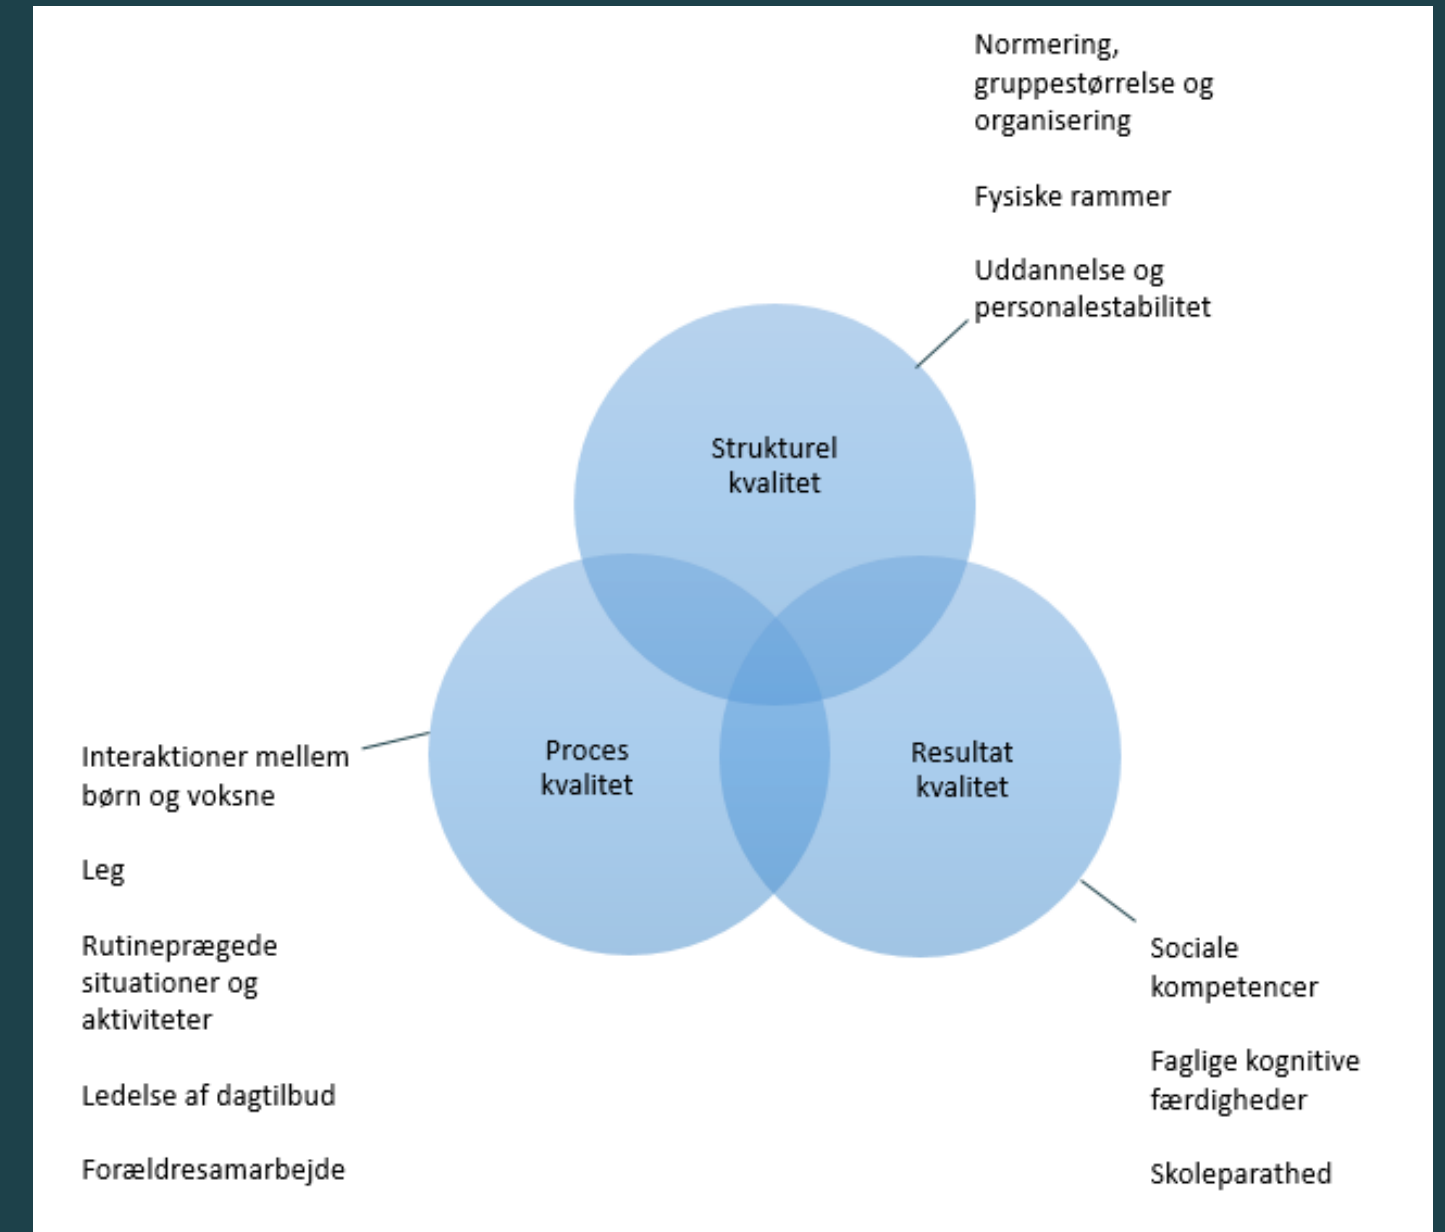 Normering,
gruppestørrelse og
organisering
Fysiske rammer
Uddannelse og
personalestabilitet
Strukturel
kvalitet
Proces
kvalitet
Resultat
kvalitet
Interaktioner mellem
børn og voksne
Leg
Rutineprægede
situationer og
aktiviteter
Ledelse af dagtilbud
Forældresamarbejde
Sociale
kompetencer
Faglige kognitive
færdigheder
Skoleparathed